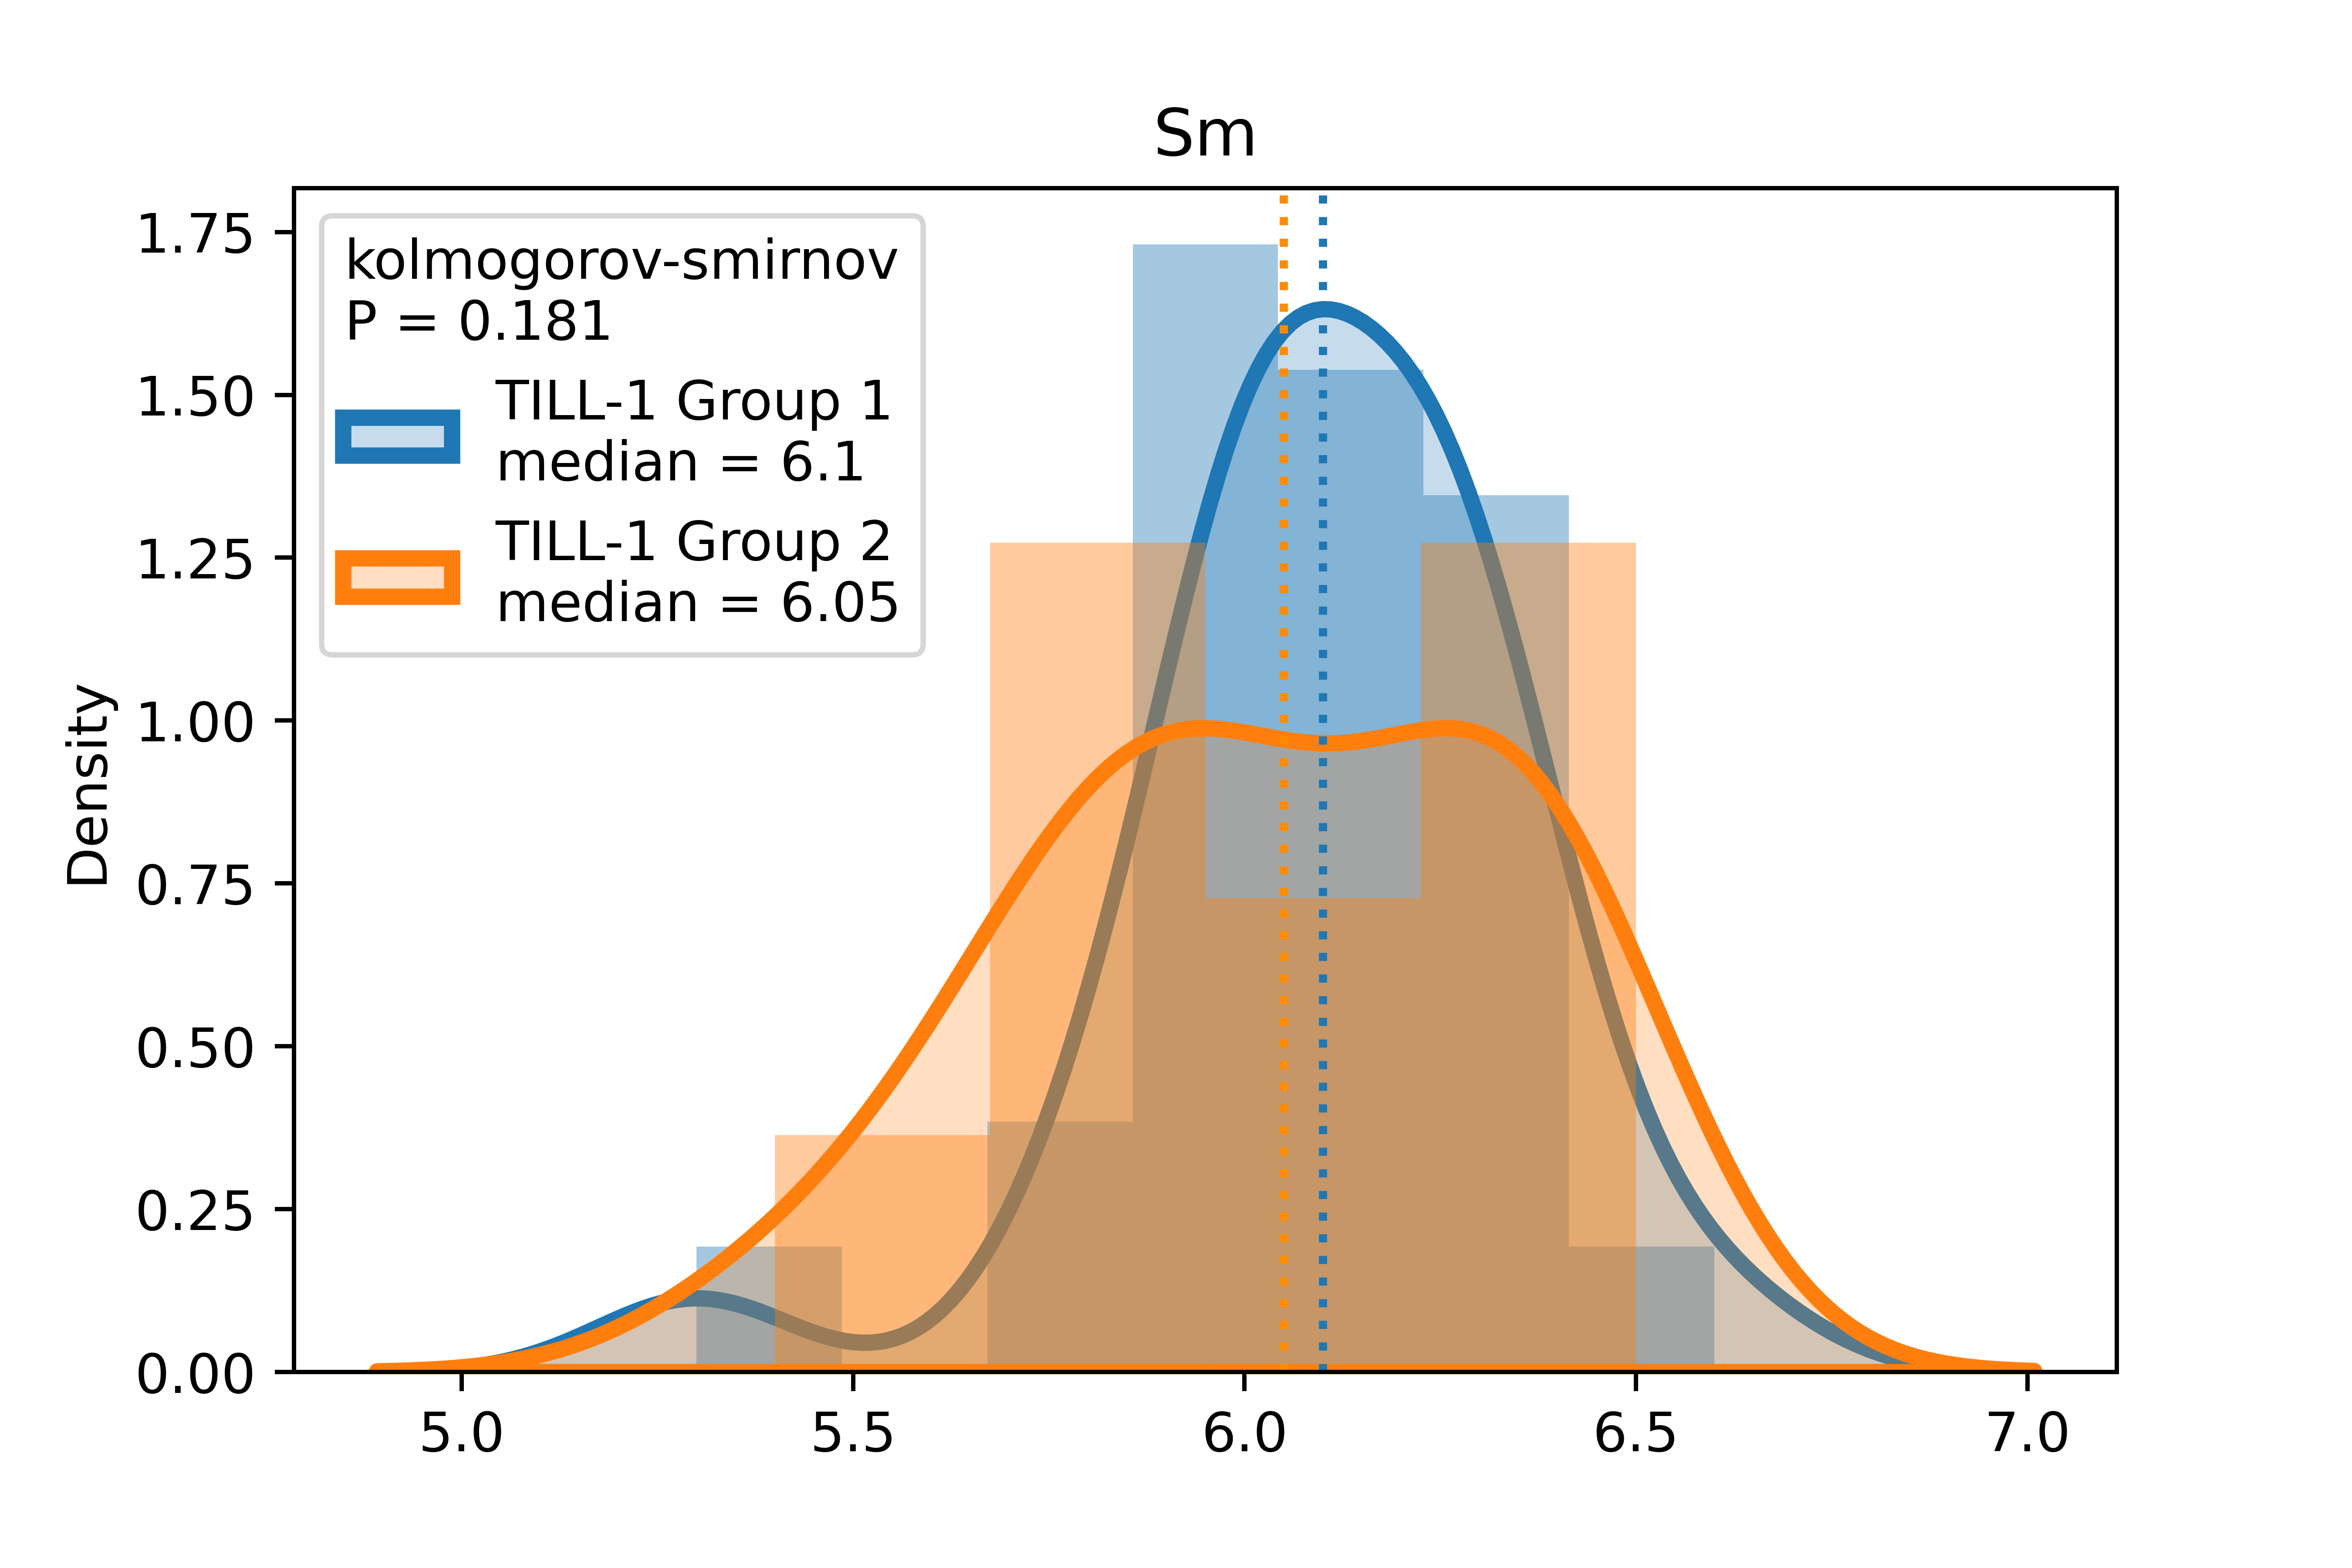 Sm
1.75
1.50
1.25
1.00
0.75
0.50
0.25
0.00
Density
kolmogorov-smirnov
P = 0.181
TILL-1 Group 1
median = 6.1
TILL-1 Group 2
median = 6.05
5.0 5.5 6.0 6.5 7.0